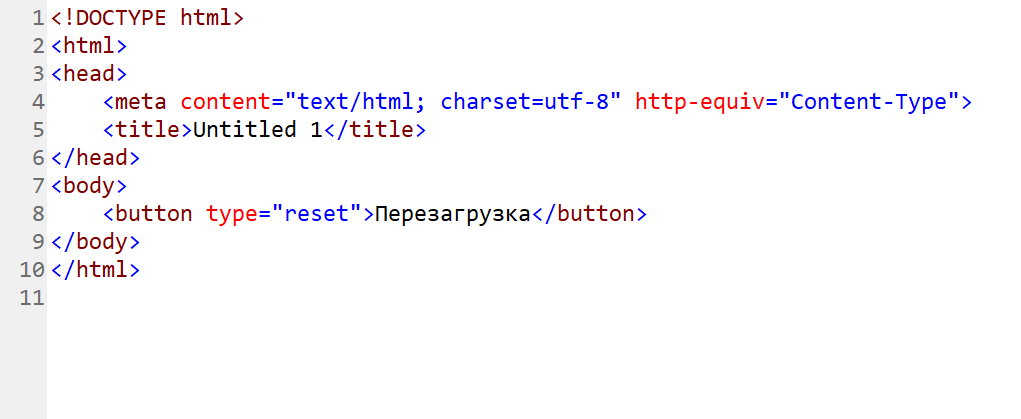 1 <!DOCTYPE html>
2 <html>
3 <head>
4     <meta content="text/html; charset=utf-8" http-equiv="Content-Type">
5     <title>Untitled 1</title>
6 </head>
7 <body>
8     <button type="reset">Перезагрузка</button>
9 </body>
10 </html>
11